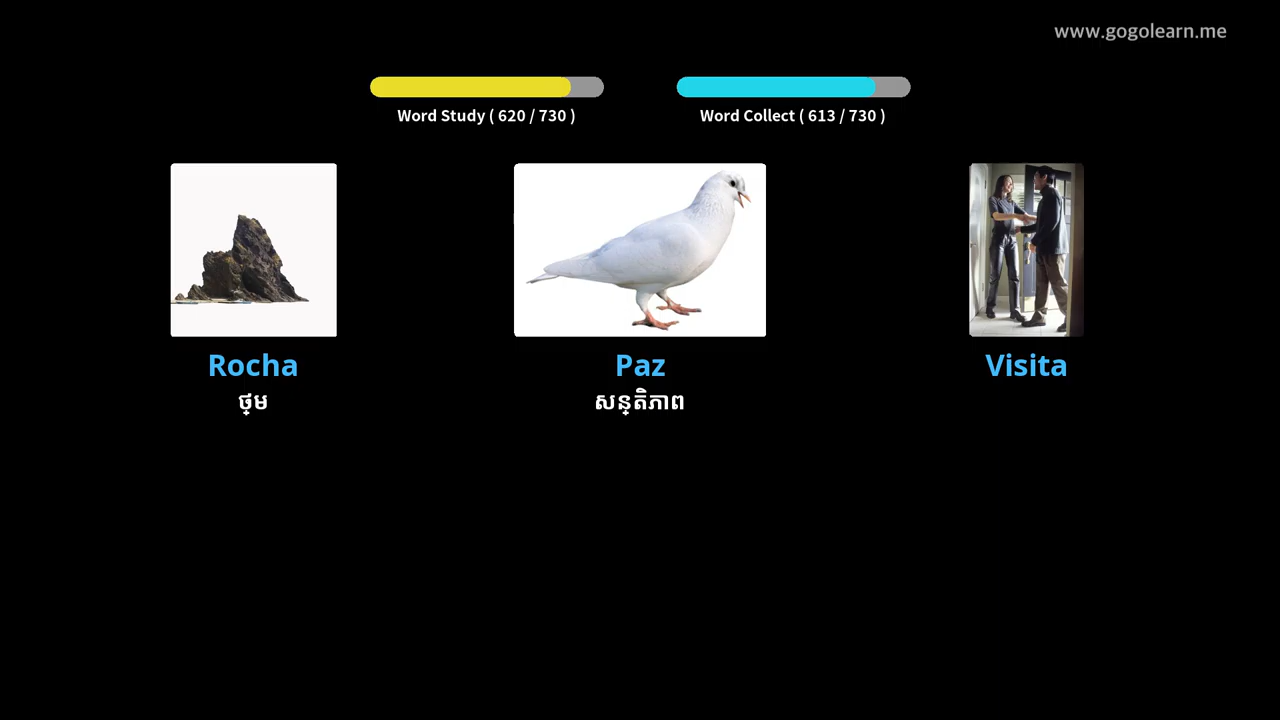 www.gogolearn.me
Word Study ( 620 / 730 )
Word Collect ( 613 / 730 )
Rocha
Paz
Visita
ថ្ម
សន្តិភាព